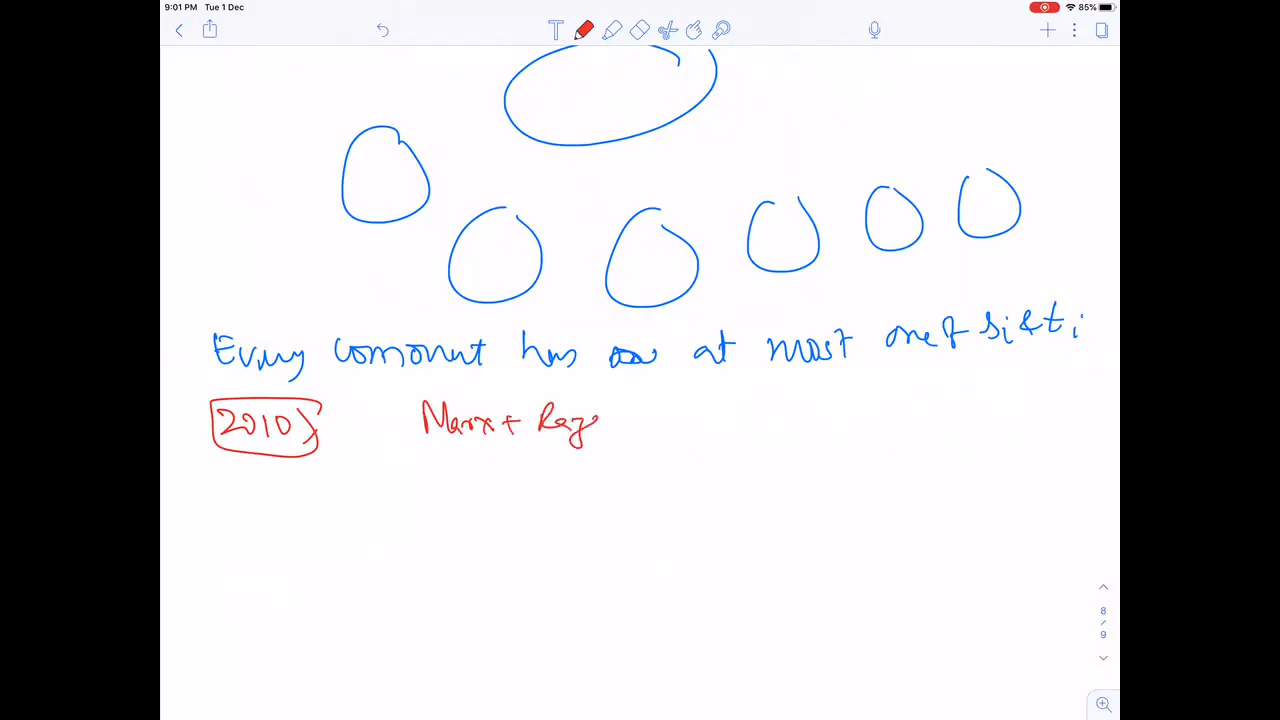 9:01 PM Tue 1 Dec
85%
T
Every component has at most one of si & ti
2010
Marx + Raz
8
/
9